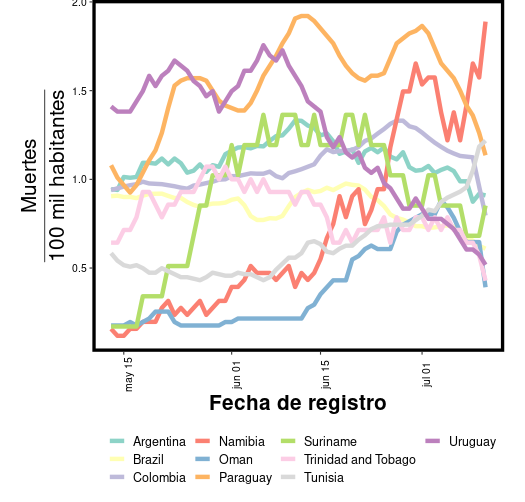 2.0
1.5
1.0
0.5
Muertes
100 mil habitantes
may 15
jun 01
jun 15
jul 01
Fecha de registro
Argentina
Namibia
Suriname
Uruguay
Brazil
Oman
Trinidad and Tobago
Colombia
Paraguay
Tunisia